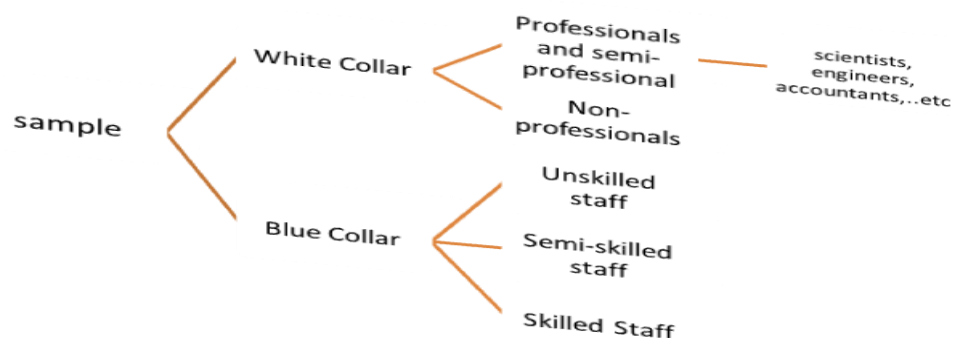 sample
White Collar
Professionals
and semi-
professional
scientists,
engineers,
accountants,..etc
Non-
professionals
Blue Collar
Unskilled
staff
Semi-skilled
staff
Skilled Staff